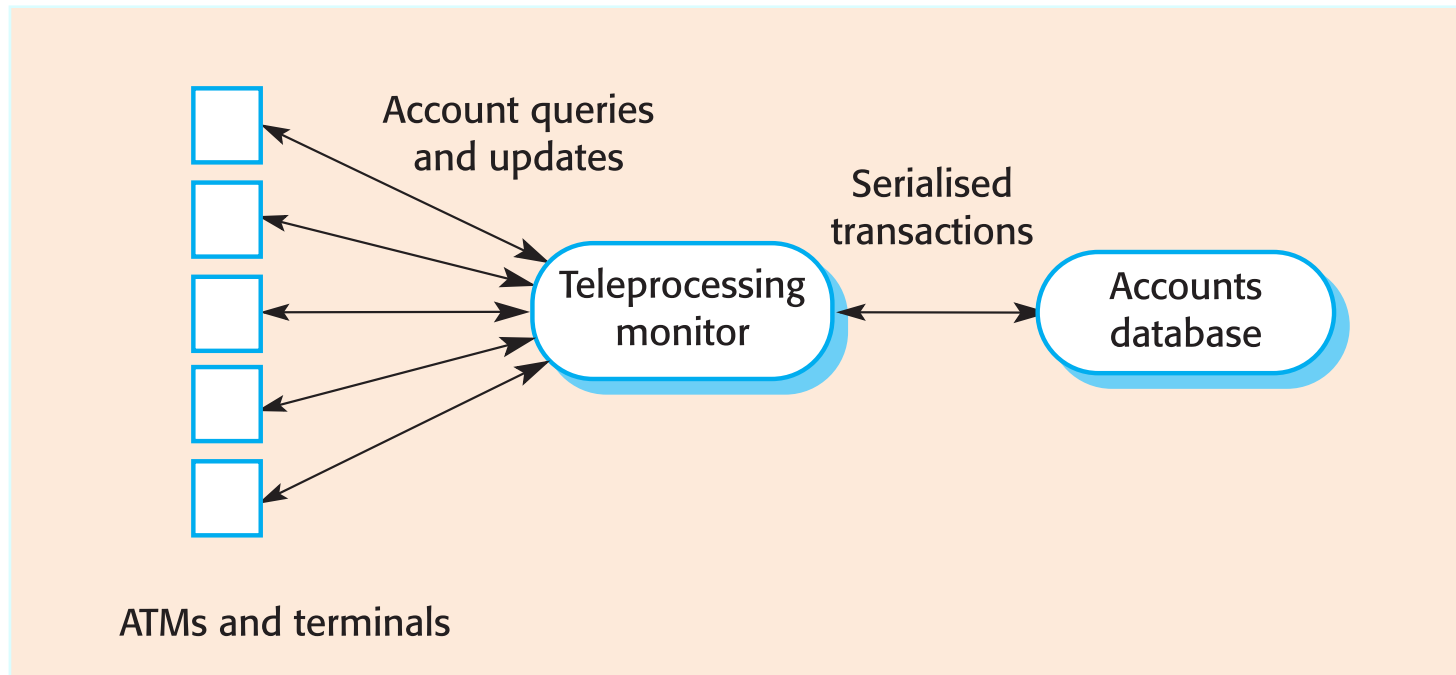 Account queries
and updates
Serialised
transactions
Teleprocessing
monitor
Accounts
database
ATMs and terminals